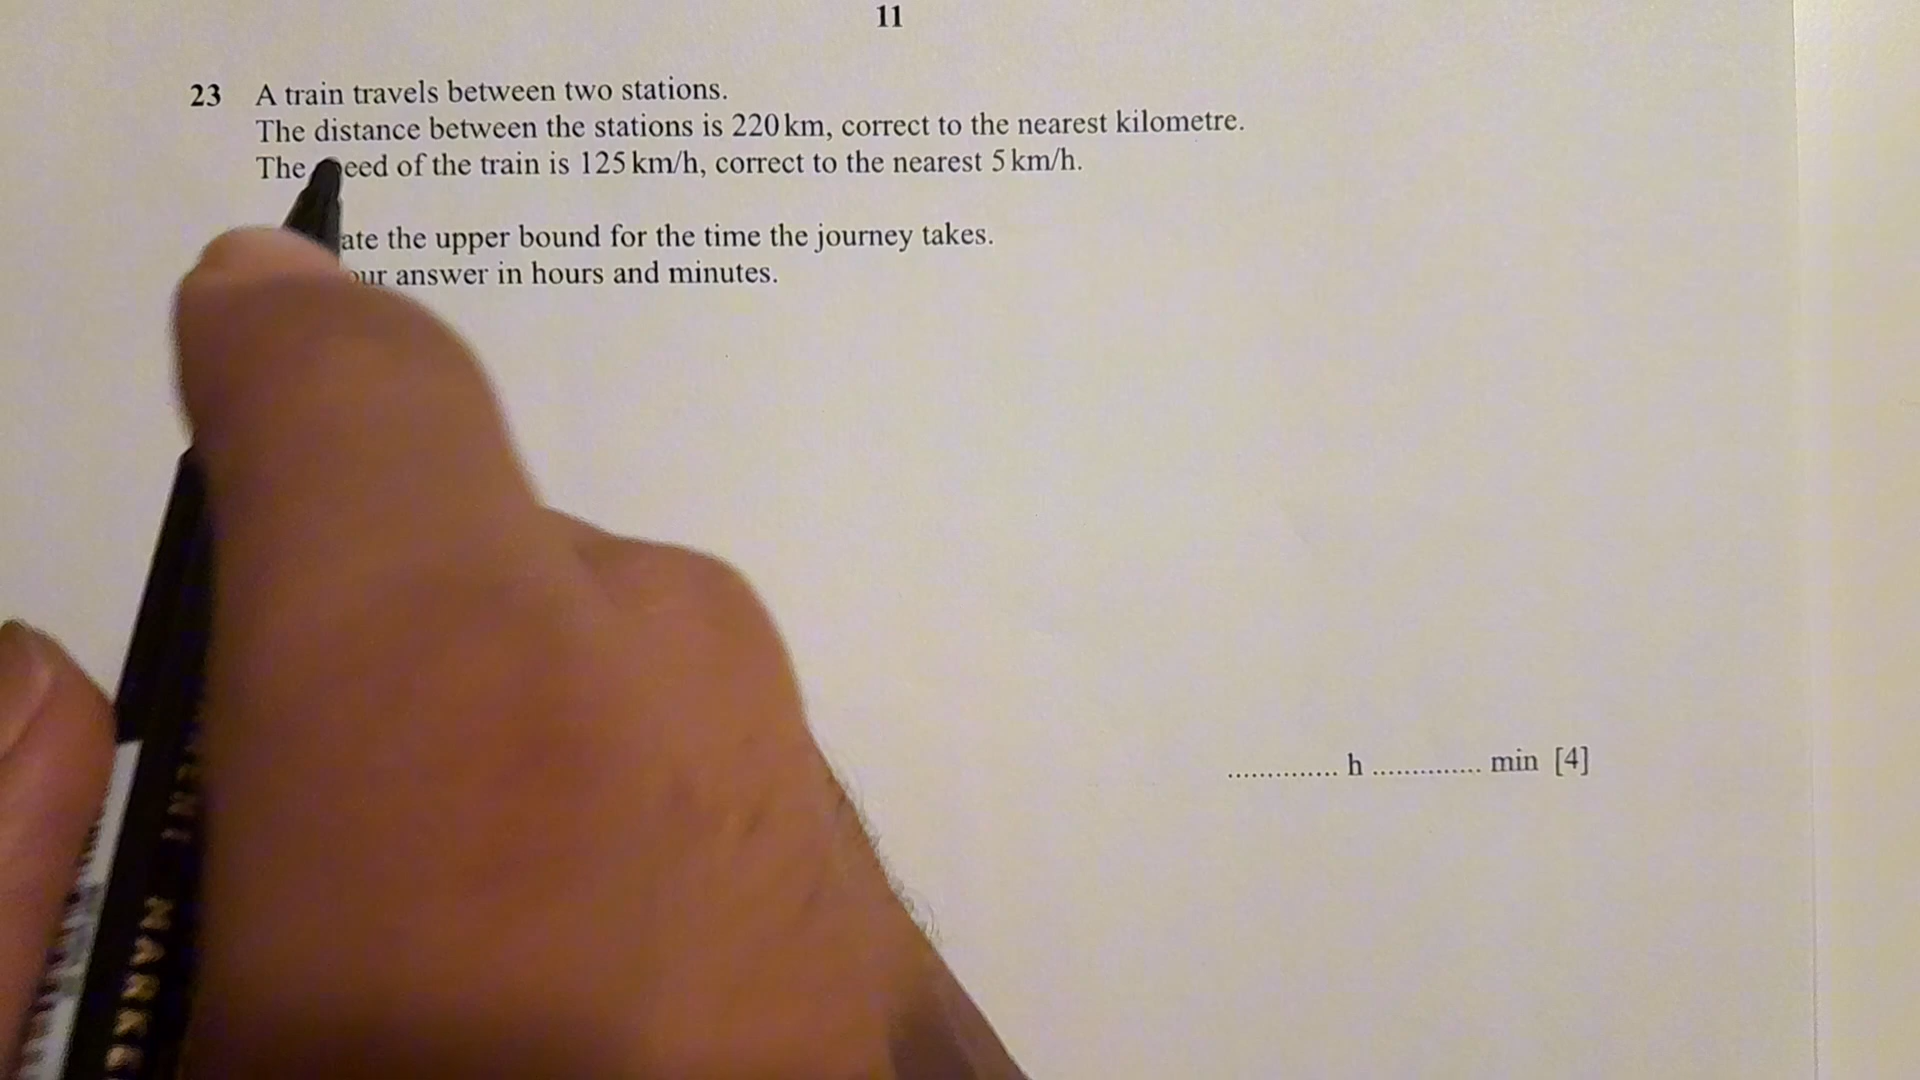 11
23 A train travels between two stations.
The distance between the stations is 220 km, correct to the nearest kilometre.
The eed of the train is 125 km/h, correct to the nearest 5 km/h.
ate the upper bound for the time the journey takes.
ur answer in hours and minutes.
.............. h .............. min [4]